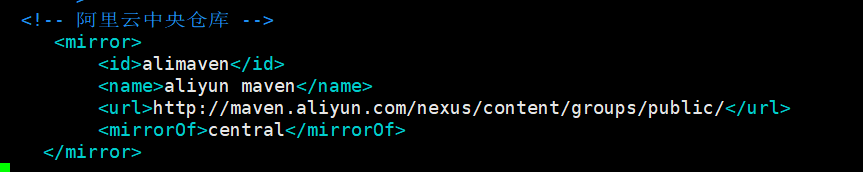 <!-- 阿里云中央仓库 -->
<mirror>
<id>alimaven</id>
<name>aliyun maven</name>
<url>http://maven.aliyun.com/nexus/content/groups/public/</url>
<mirrorOf>central</mirrorOf>
</mirror>